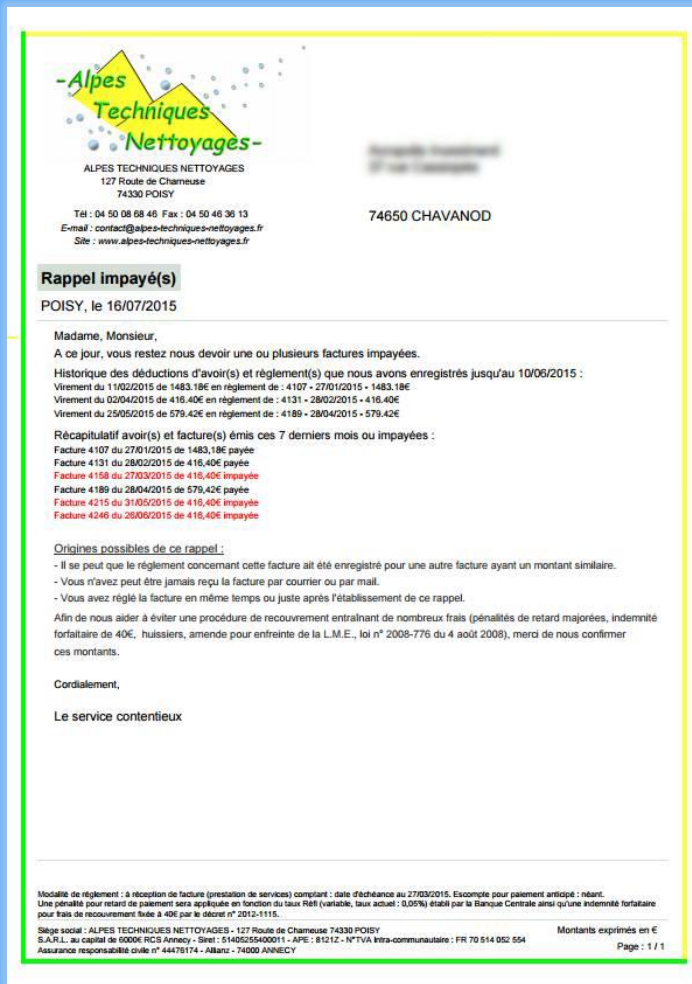 -Alpes
Techniques
Nettoyages-
ALPES TECHNIQUES NETTOYAGES
127 Route de Charneuse
74330 POISY
Tél : 04 50 08 68 46 Fax : 04 50 46 36 13
E-mail : contact@alpes-techniques-nettoyages.fr
Site : www.alpes-techniques-nettoyages.fr
74650 CHAVANOD
Rappel impayé(s)
POISY, le 16/07/2015
Madame, Monsieur,
A ce jour, vous restez nous devoir une ou plusieurs factures impayées.
Historique des déductions d'avoir(s) et règlement(s) que nous avons enregistrés jusqu'au 10/06/2015 :
Virement du 11/02/2015 de 1483.18€ en règlement de : 4107 - 27/01/2015 - 1483.18€
Virement du 02/04/2015 de 416.40€ en règlement de : 4131 - 28/02/2015 - 416.40€
Virement du 25/05/2015 de 579.42€ en règlement de : 4189 - 28/04/2015 - 579.42€
Récapitulatif avoir(s) et facture(s) émis ces 7 derniers mois ou impayées :
Facture 4107 du 27/01/2015 de 1483,18€ payée
Facture 4131 du 28/02/2015 de 416,40€ payée
Facture 4158 du 27/03/2015 de 416,40€ impayée
Facture 4189 du 28/04/2015 de 579,42€ payée
Facture 4215 du 31/05/2015 de 416,40€ impayée
Facture 4246 du 26/06/2015 de 416,40€ impayée
Origines possibles de ce rappel :
- Il se peut que le réglement concernant cette facture ait été enregistré pour une autre facture ayant un montant similaire.
- Vous n'avez peut être jamais reçu la facture par courrier ou par mail.
- Vous avez réglé la facture en même temps ou juste après l'établissement de ce rappel.
Afin de nous aider à éviter une procédure de recouvrement entraînant de nombreux frais (pénalités de retard majorées, indemnité
forfaitaire de 40€, huissiers, amende pour enfreinte de la L.M.E., loi n° 2008-776 du 4 août 2008), merci de nous confirmer
ces montants.
Cordialement,
Le service contentieux
Modalité de règlement : à réception de facture (prestation de services) comptant : date d'échéance au 27/03/2015. Escompte pour paiement anticipé : néant.
Une pénalité pour retard de paiement sera appliquée en fonction du taux Réfi (variable, taux actuel : 0,05%) établi par la Banque Centrale ainsi qu'une indemnité forfaitaire
pour frais de recouvrement fixée à 40€ par le décret n° 2012-1115.
Siège social : ALPES TECHNIQUES NETTOYAGES - 127 Route de Charneuse 74330 POISY
S.A.R.L. au capital de 6000€ RCS Annecy - Siret : 51405255400011 - APE : 8121Z - N°TVA Intra-communautaire : FR 70 514 052 554
Assurance responsabilité civile n° 44476174 - Allianz - 74000 ANNECY
Montants exprimés en €
Page : 1 / 1